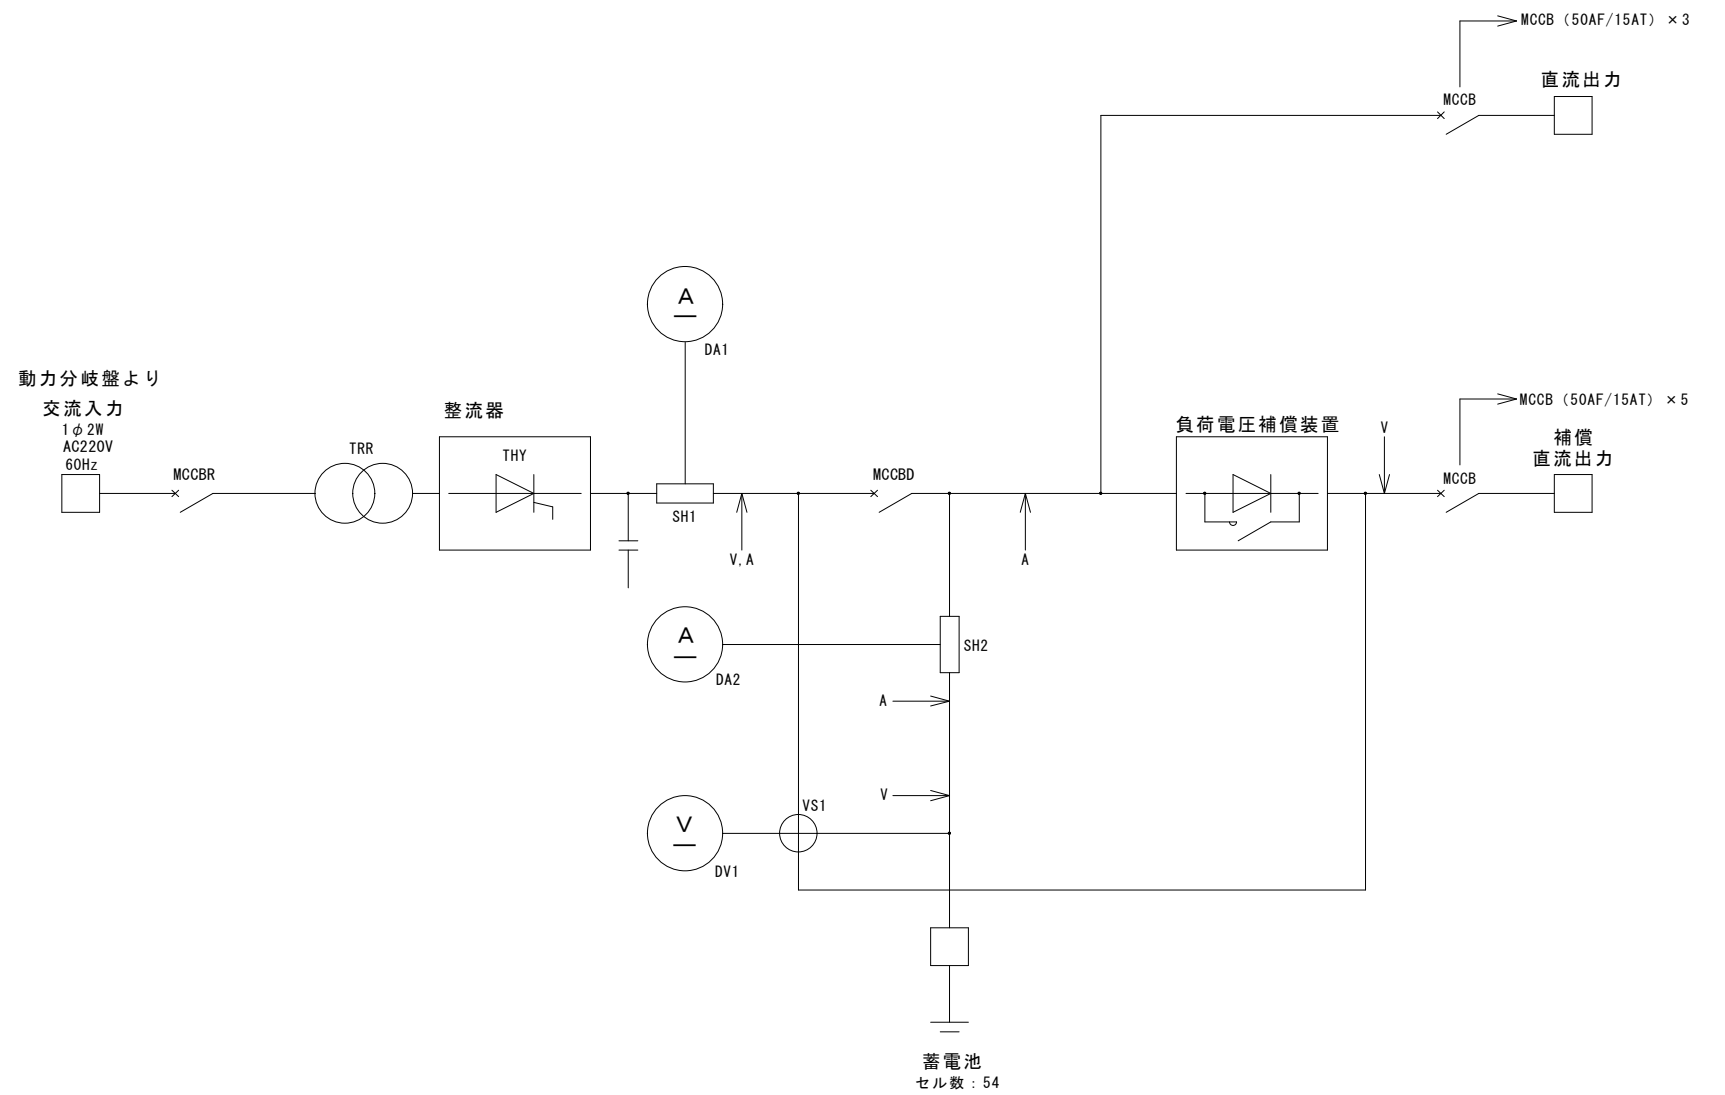 MCCB (50AF/15AT) ×3
直流出力
MCCB
A
DA1
動力分岐盤より
交流入力
1φ2W
AC220V
60Hz
MCCBR
TRR
整流器
THY
SH1
V,A
MCCBD
A
負荷電圧補償装置
V
MCCB (50AF/15AT) ×5
補償
直流出力
MCCB
A
DA2
SH2
A
V
V
DV1
VS1
蓄電池
セル数:54